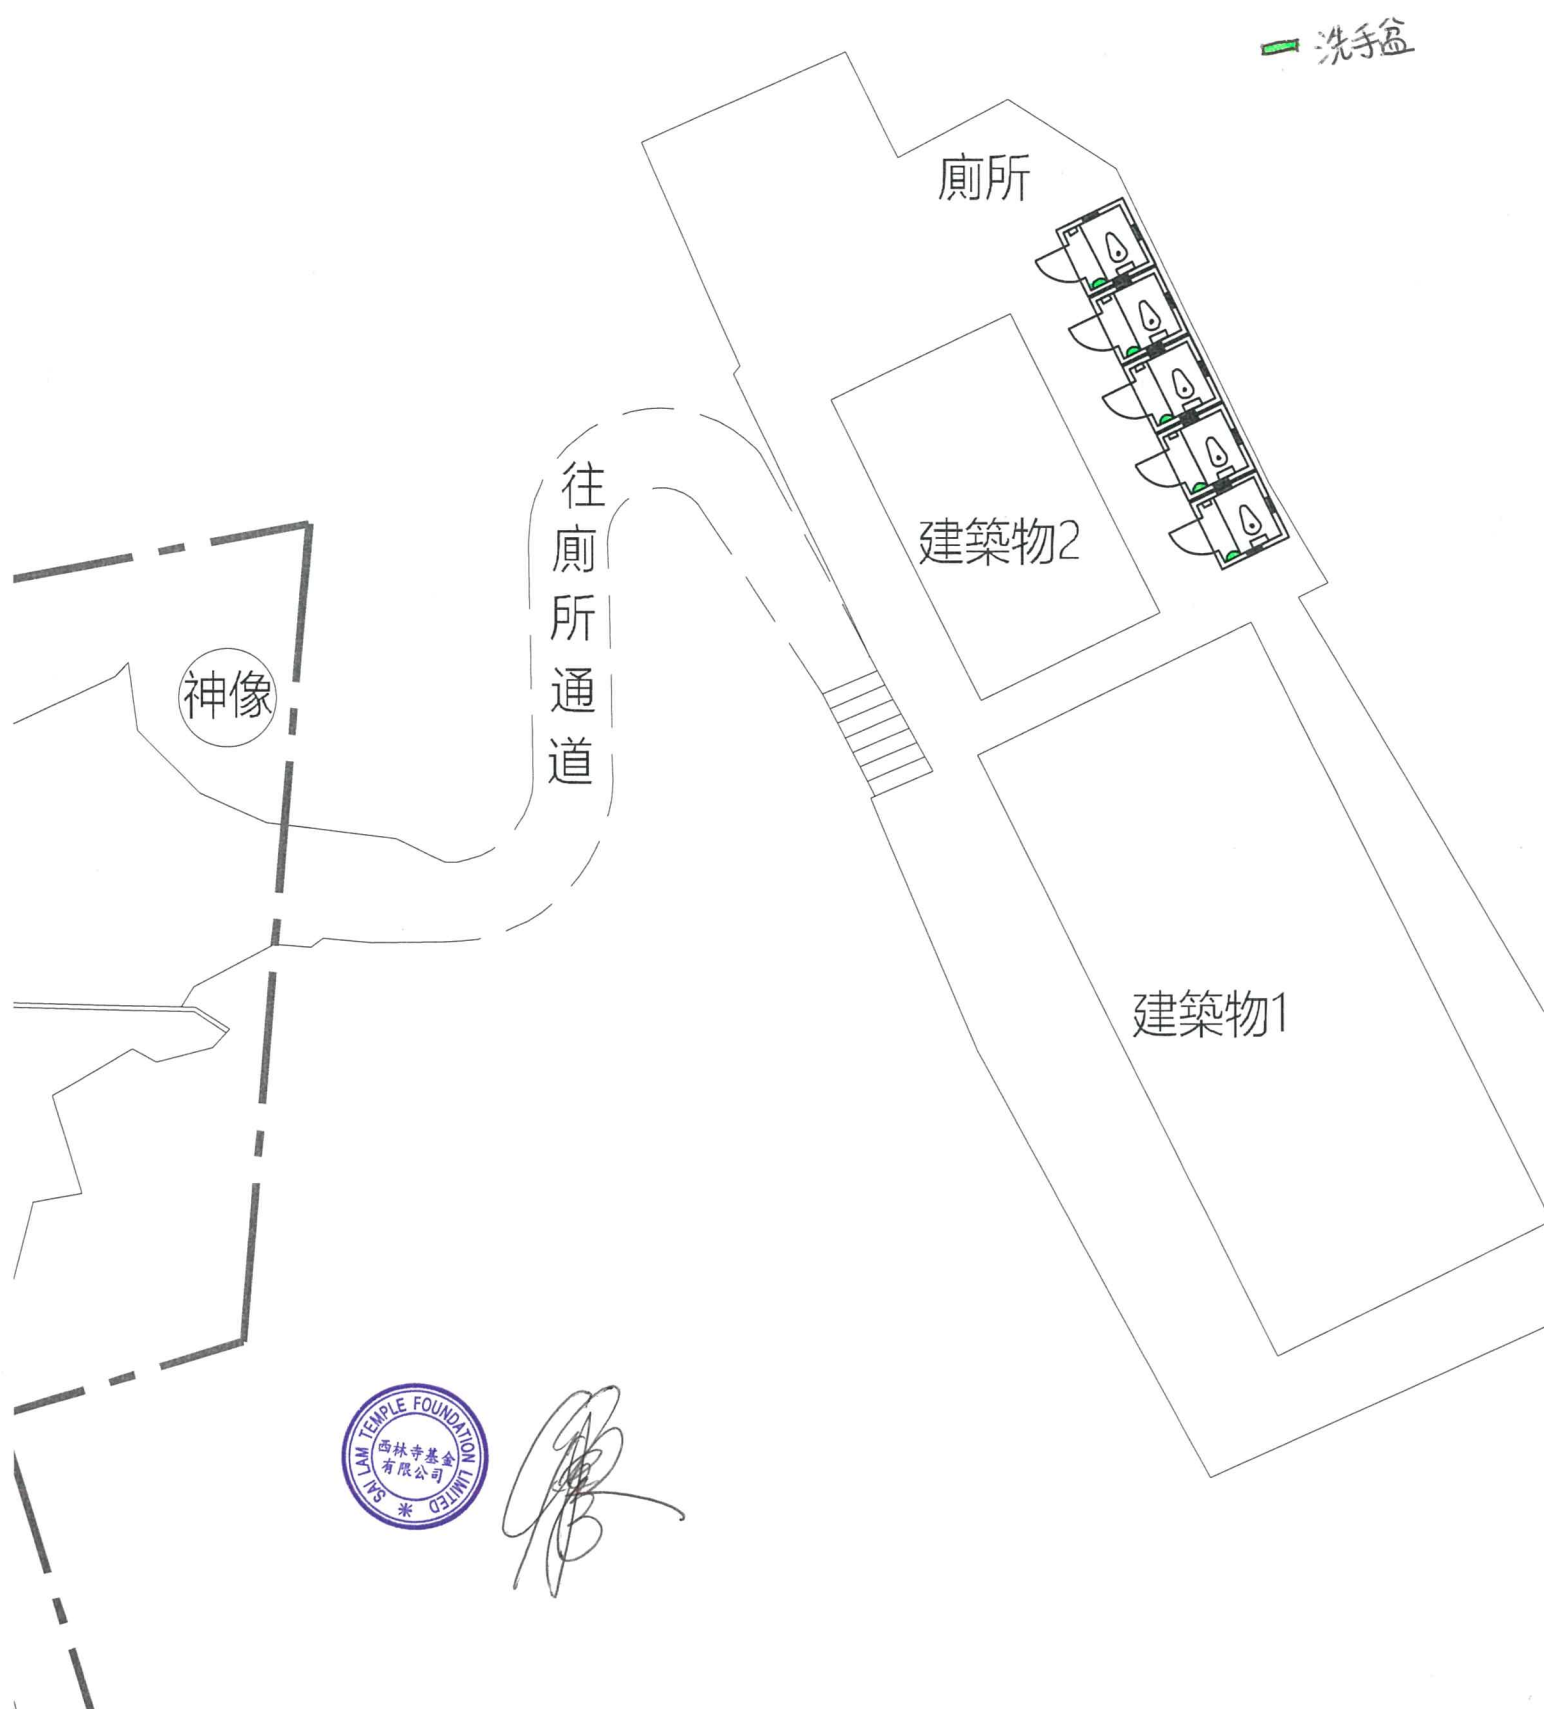 洗手盆
廁所
往廁所通道
建築物2
神像
建築物1
SAI LAM TEMPLE FOUNDATION LIMITED
西林寺基金
有限公司